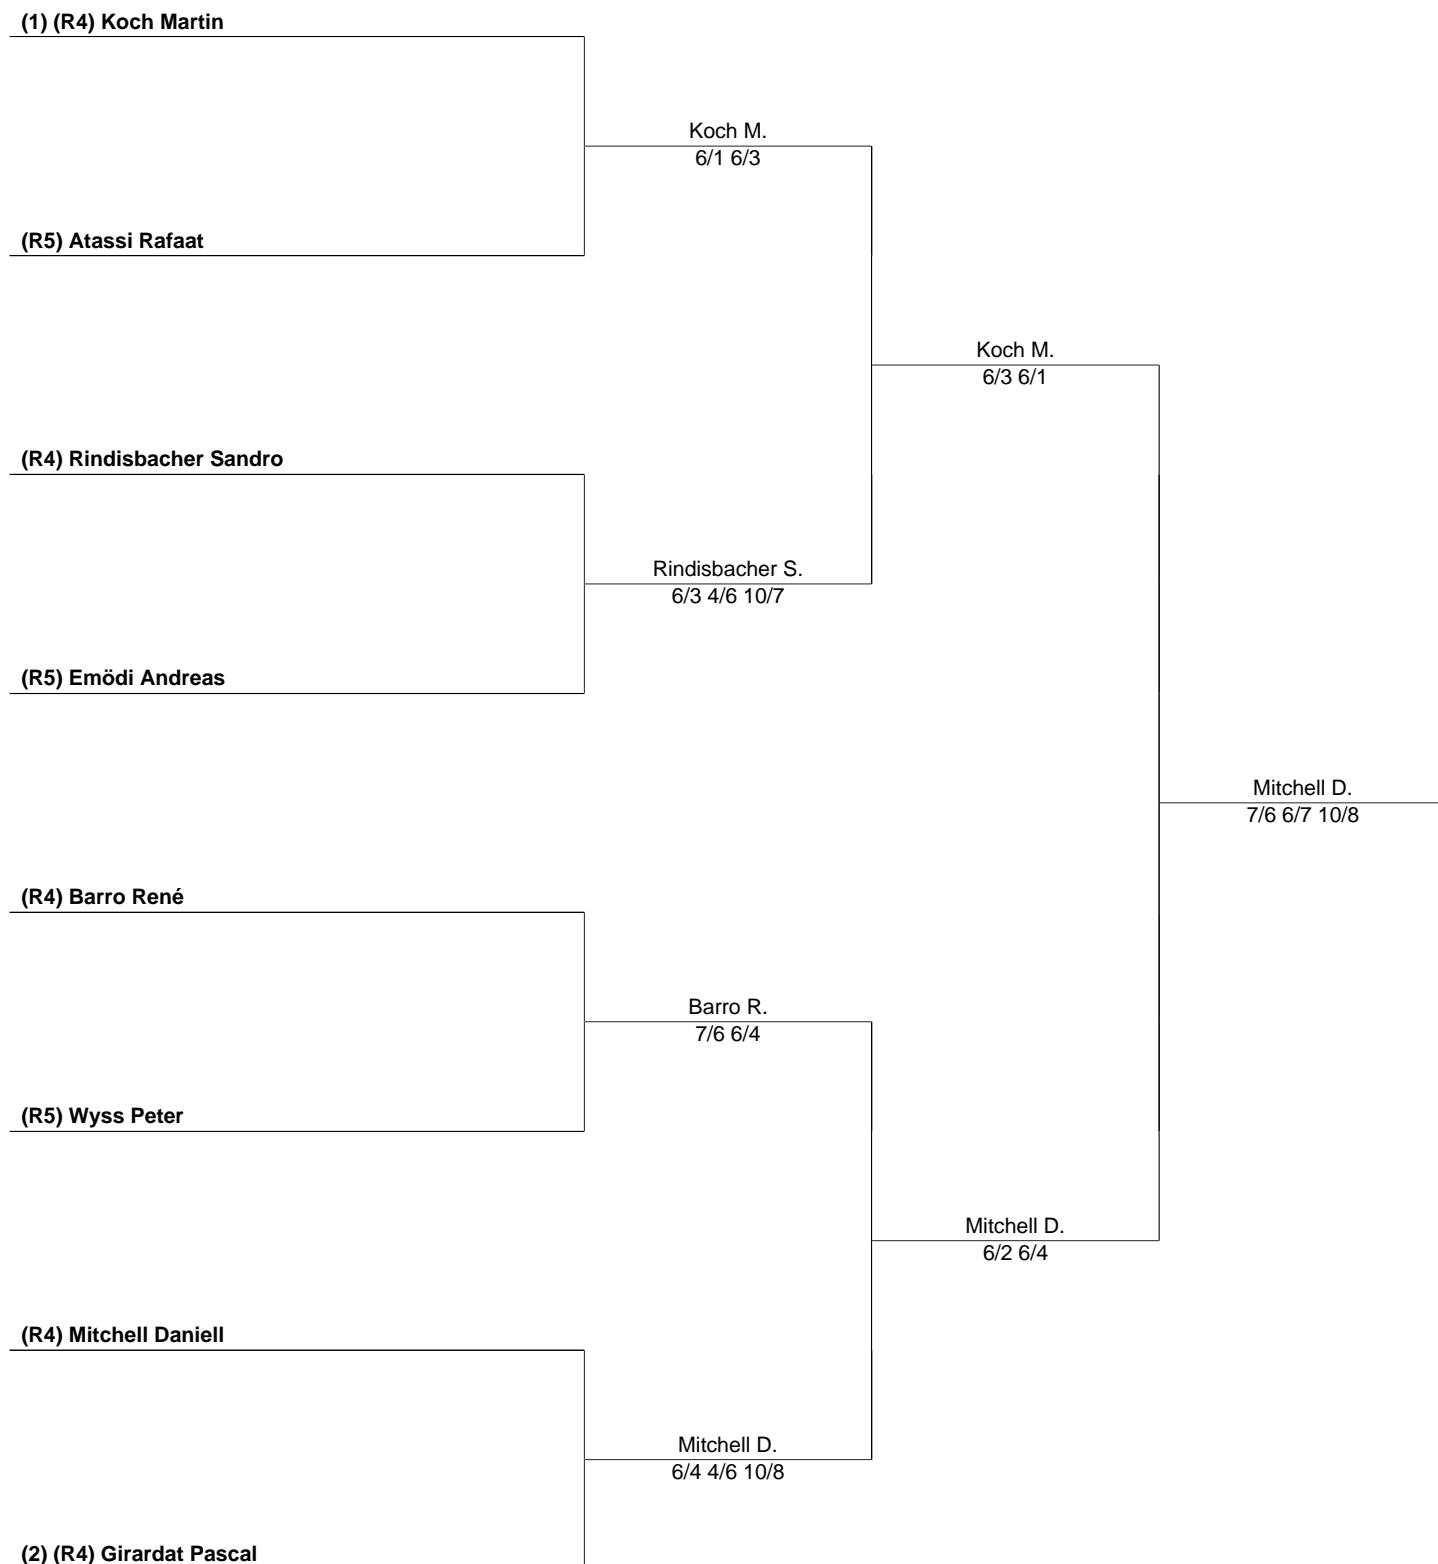 (1) (R4) Koch Martin
Koch M.
6/1 6/3
(R5) Atassi Rafaat
Koch M.
6/3 6/1
(R4) Rindisbacher Sandro
Rindisbacher S.
6/3 4/6 10/7
(R5) Emödi Andreas
Mitchell D.
7/6 6/7 10/8
(R4) Barro René
Barro R.
7/6 6/4
(R5) Wyss Peter
Mitchell D.
6/2 6/4
(R4) Mitchell Daniell
Mitchell D.
6/4 4/6 10/8
(2) (R4) Girardat Pascal